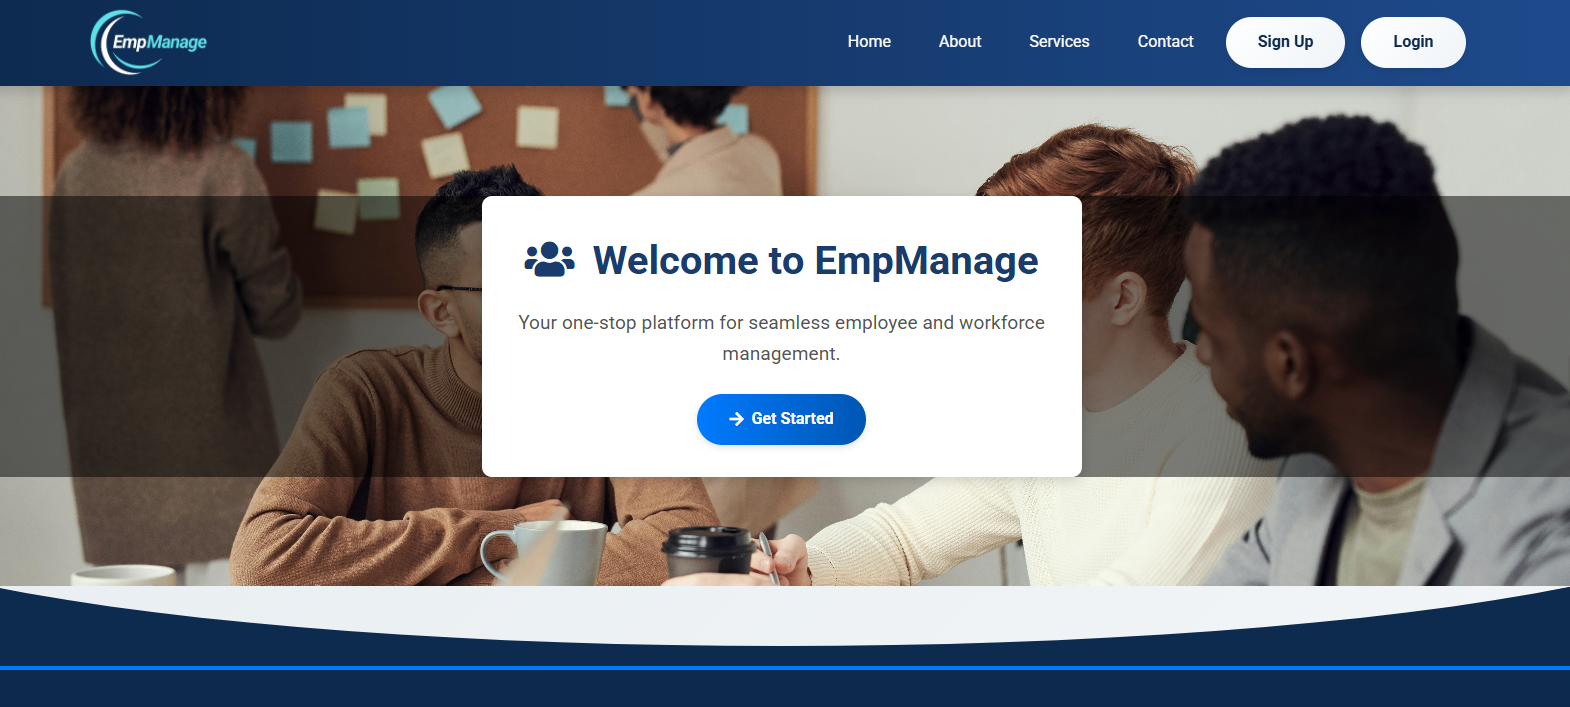 EmpManage
Home
About
Services
Contact
Sign Up
Login
Welcome to EmpManage
Your one-stop platform for seamless employee and workforce
management.
Get Started